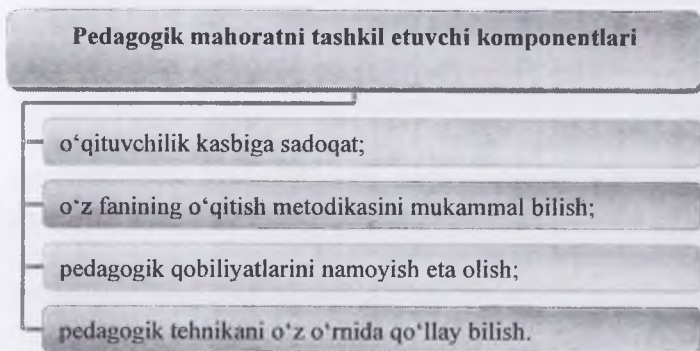 Pedagogik mahoratni tashkil etuvchi komponentlari
o‘qituvchilik kasbiga sadoqat;
o‘z fanining o‘qitish metodikasini mukammal bilish;
pedagogik qobiliyatlarini namoyish eta olish;
pedagogik tehnikani o‘z o‘rnida qo‘llay bilish.